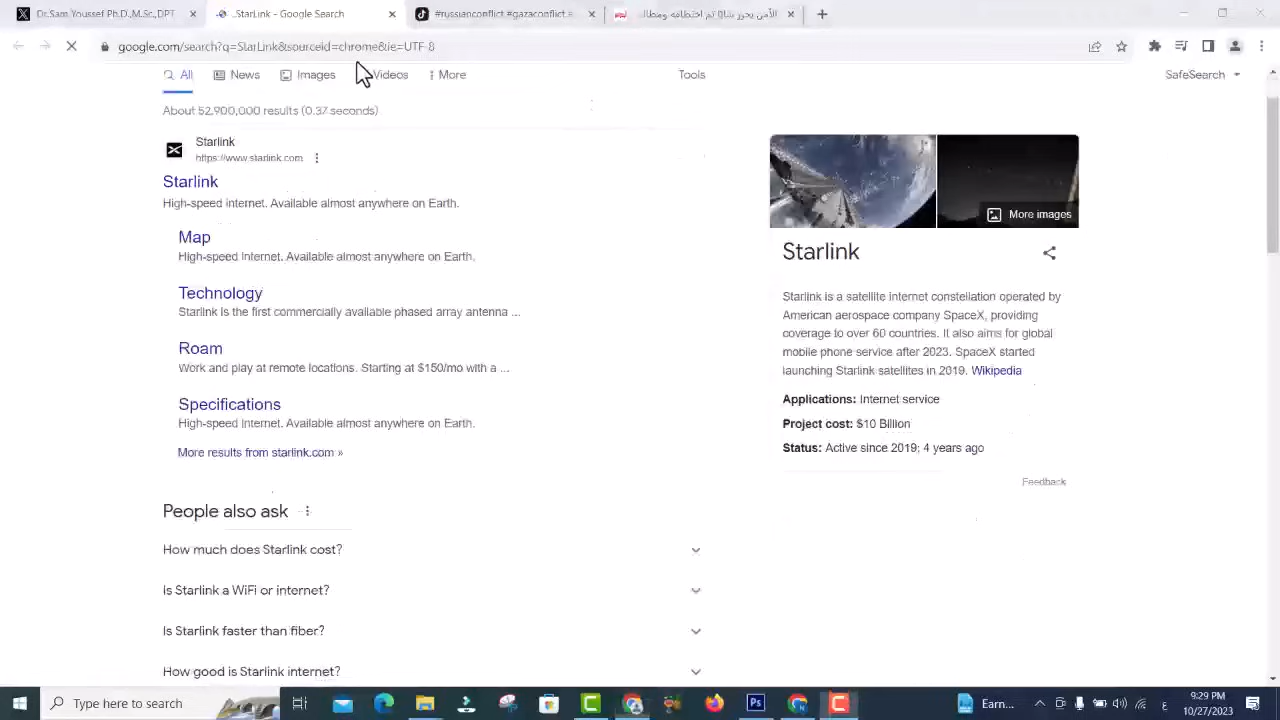 Dr.Sam Youssef Ph.D.,M.Sc.,DPT
Starlink - Google Search
#russianconflict #gazaconflict
google.com/search?q=StarLink&sourceid=chrome&ie=UTF-8
All
News
Images
Videos
More
Tools
SafeSearch
About 52,900,000 results (0.37 seconds)
Starlink
https://www.starlink.com
Starlink
High-speed internet. Available almost anywhere on Earth.
Map
High-speed Internet. Available almost anywhere on Earth.
Technology
Starlink is the first commercially available phased array antenna ...
Roam
Work and play at remote locations. Starting at $150/mo with a ...
Specifications
High-speed Internet. Available almost anywhere on Earth.
More results from starlink.com »
People also ask
How much does Starlink cost?
Is Starlink a WiFi or internet?
Is Starlink faster than fiber?
How good is Starlink internet?
More images
Starlink
Starlink is a satellite internet constellation operated by
American aerospace company SpaceX, providing
coverage to over 60 countries. It also aims for global
mobile phone service after 2023. SpaceX started
launching Starlink satellites in 2019. Wikipedia
Applications: Internet service
Project cost: $10 Billion
Status: Active since 2019; 4 years ago
Feedback
Type here to search
Earn...
9:29 PM
10/27/2023